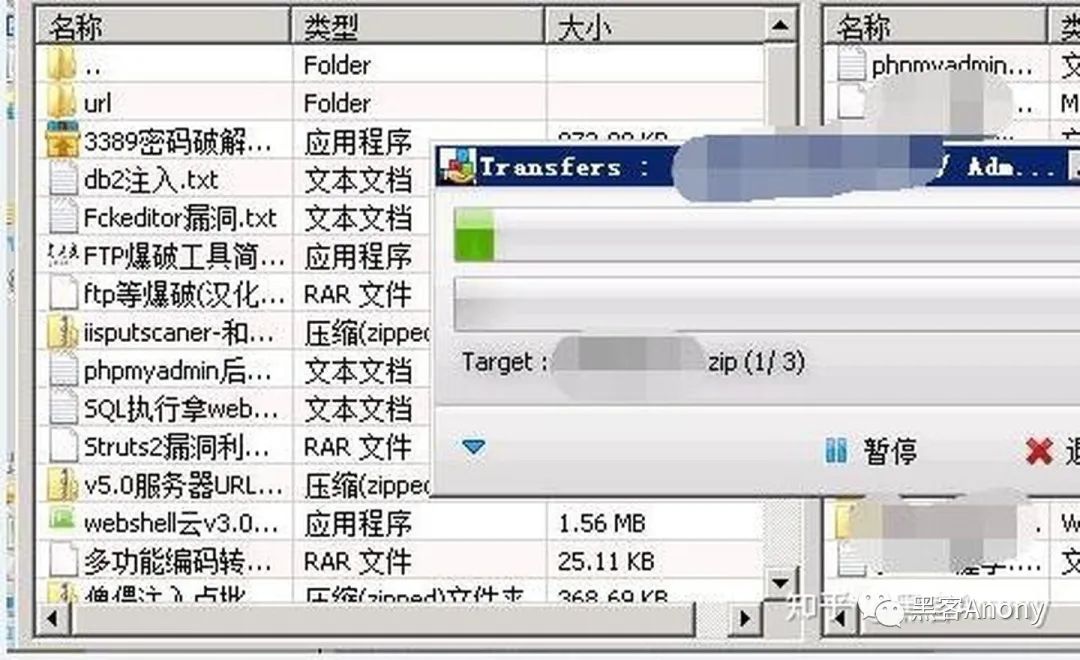 名称 类型 大小 名称 类
.. Folder phpmyadmin... 文
url Folder .. M
3389密码破解... 应用程序
db2注入.txt 文本文档 Transfers : / Adm...
Fckeditor漏洞.txt 文本文档
FTP爆破工具简... 应用程序
ftp等爆破(汉化... RAR 文件
iisputscaner-和... 压缩(zipped
phpmyadmin后... 文本文档 Target : zip (1/ 3)
SQL执行拿web... 文本文档
Struts2漏洞利... RAR 文件 暂停
v5.0服务器URL... 压缩(zipped
webshell云v3.0... 应用程序 1.56 MB
多功能编码转... RAR 文件 25.11 KB 文
压缩(zipped)文件夹 368.69 KB
知乎 黑客Anony